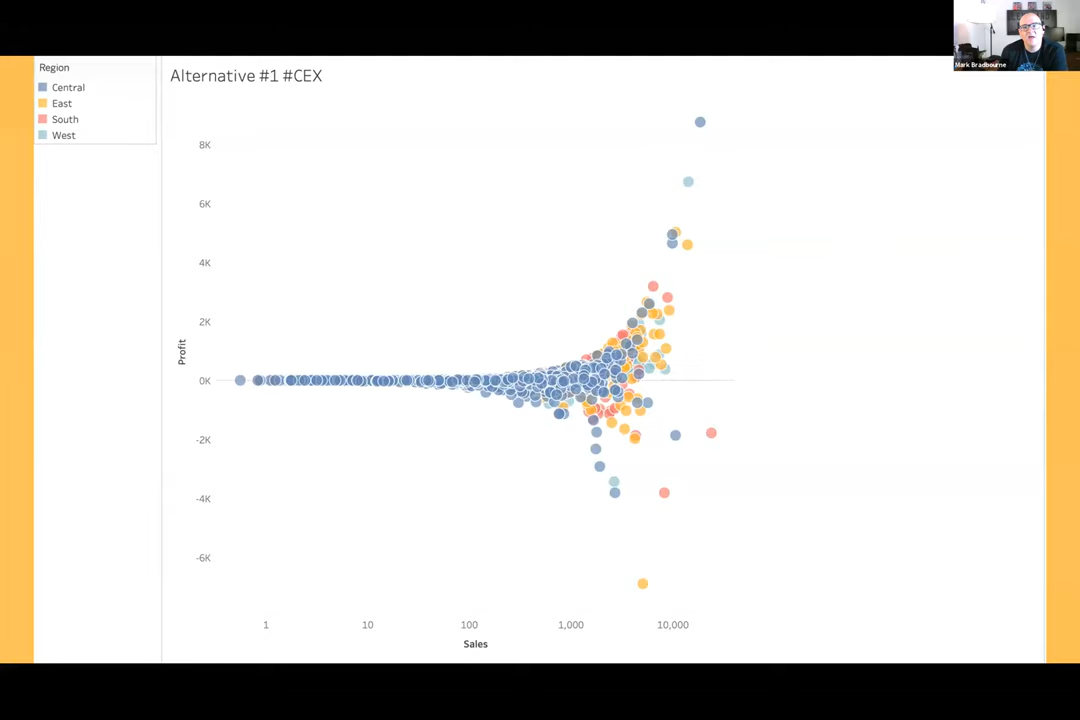 Mark Bradbourne
Region
Central
East
South
West
Alternative #1 #CEX
8K
6K
4K
2K
0K
-2K
-4K
-6K
Profit
1
10
100
1,000
10,000
Sales